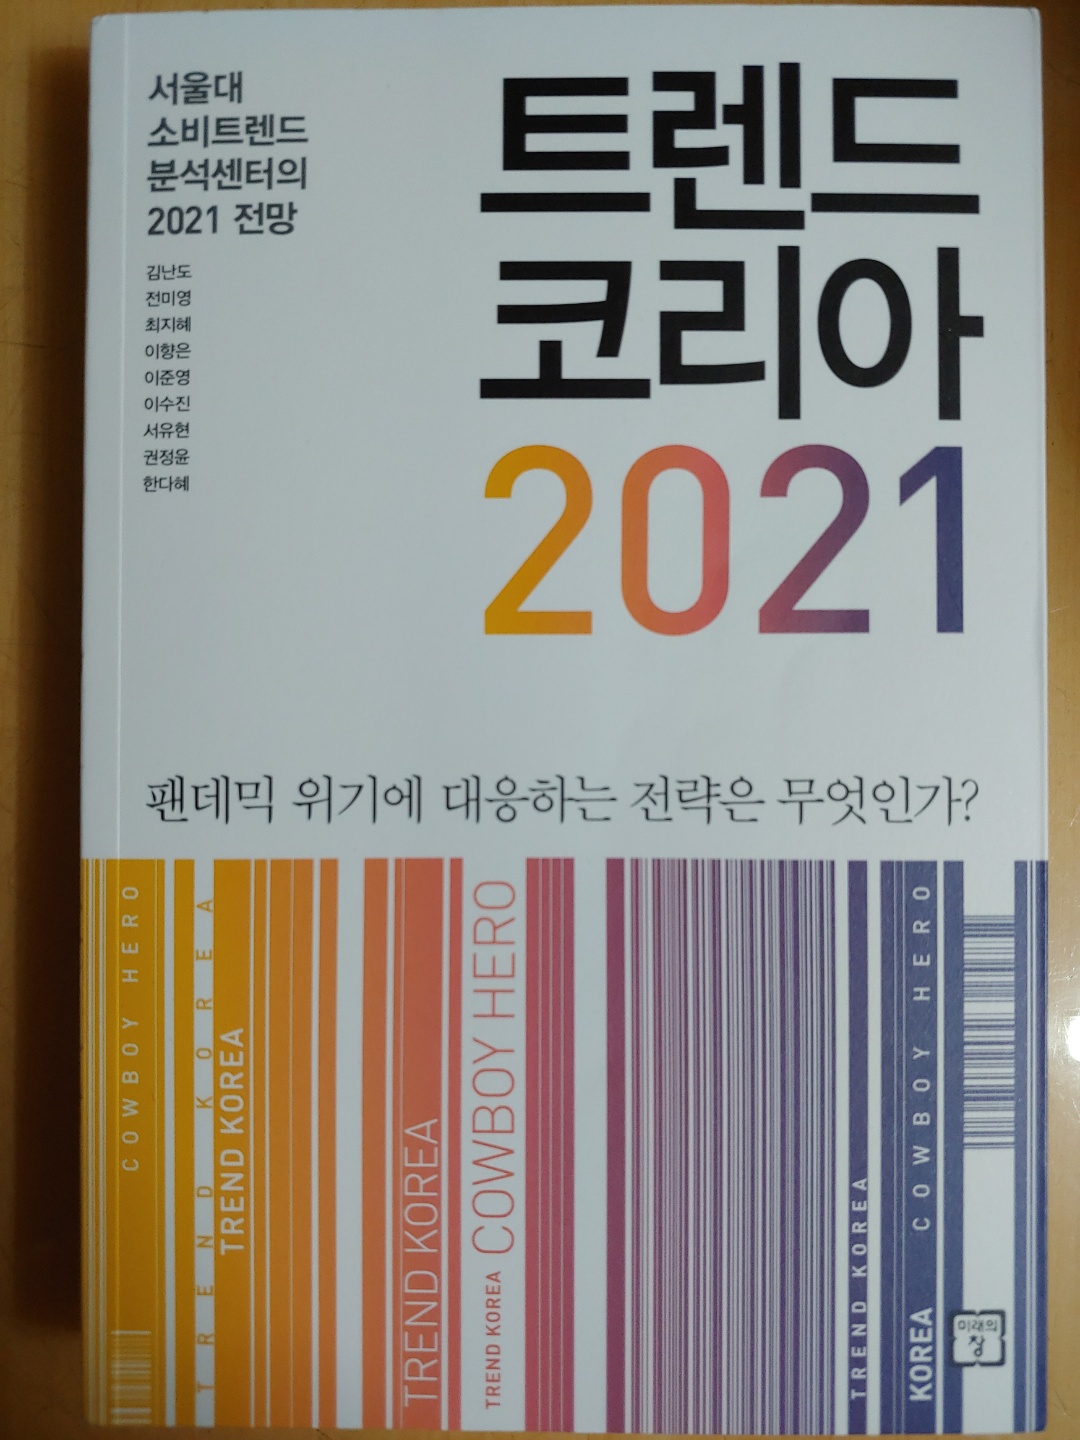 서울대
소비트렌드
분석센터의
2021 전망
김난도
전미영
최지혜
이향은
이준영
이수진
서유현
권정윤
한다혜
트렌드
코리아
2021
팬데믹 위기에 대응하는 전략은 무엇인가?
COWBOY HERO
TREND KOREA
TREND KOREA
TREND KOREA
TREND KOREA COWBOY HERO
TREND KOREA
KOREA COWBOY HERO
미래의
창